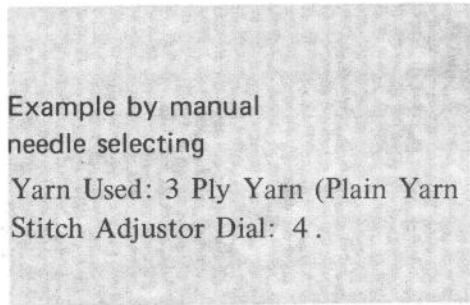 Example by manual
needle selecting
Yarn Used: 3 Ply Yarn (Plain Yarn
Stitch Adjustor Dial: 4.